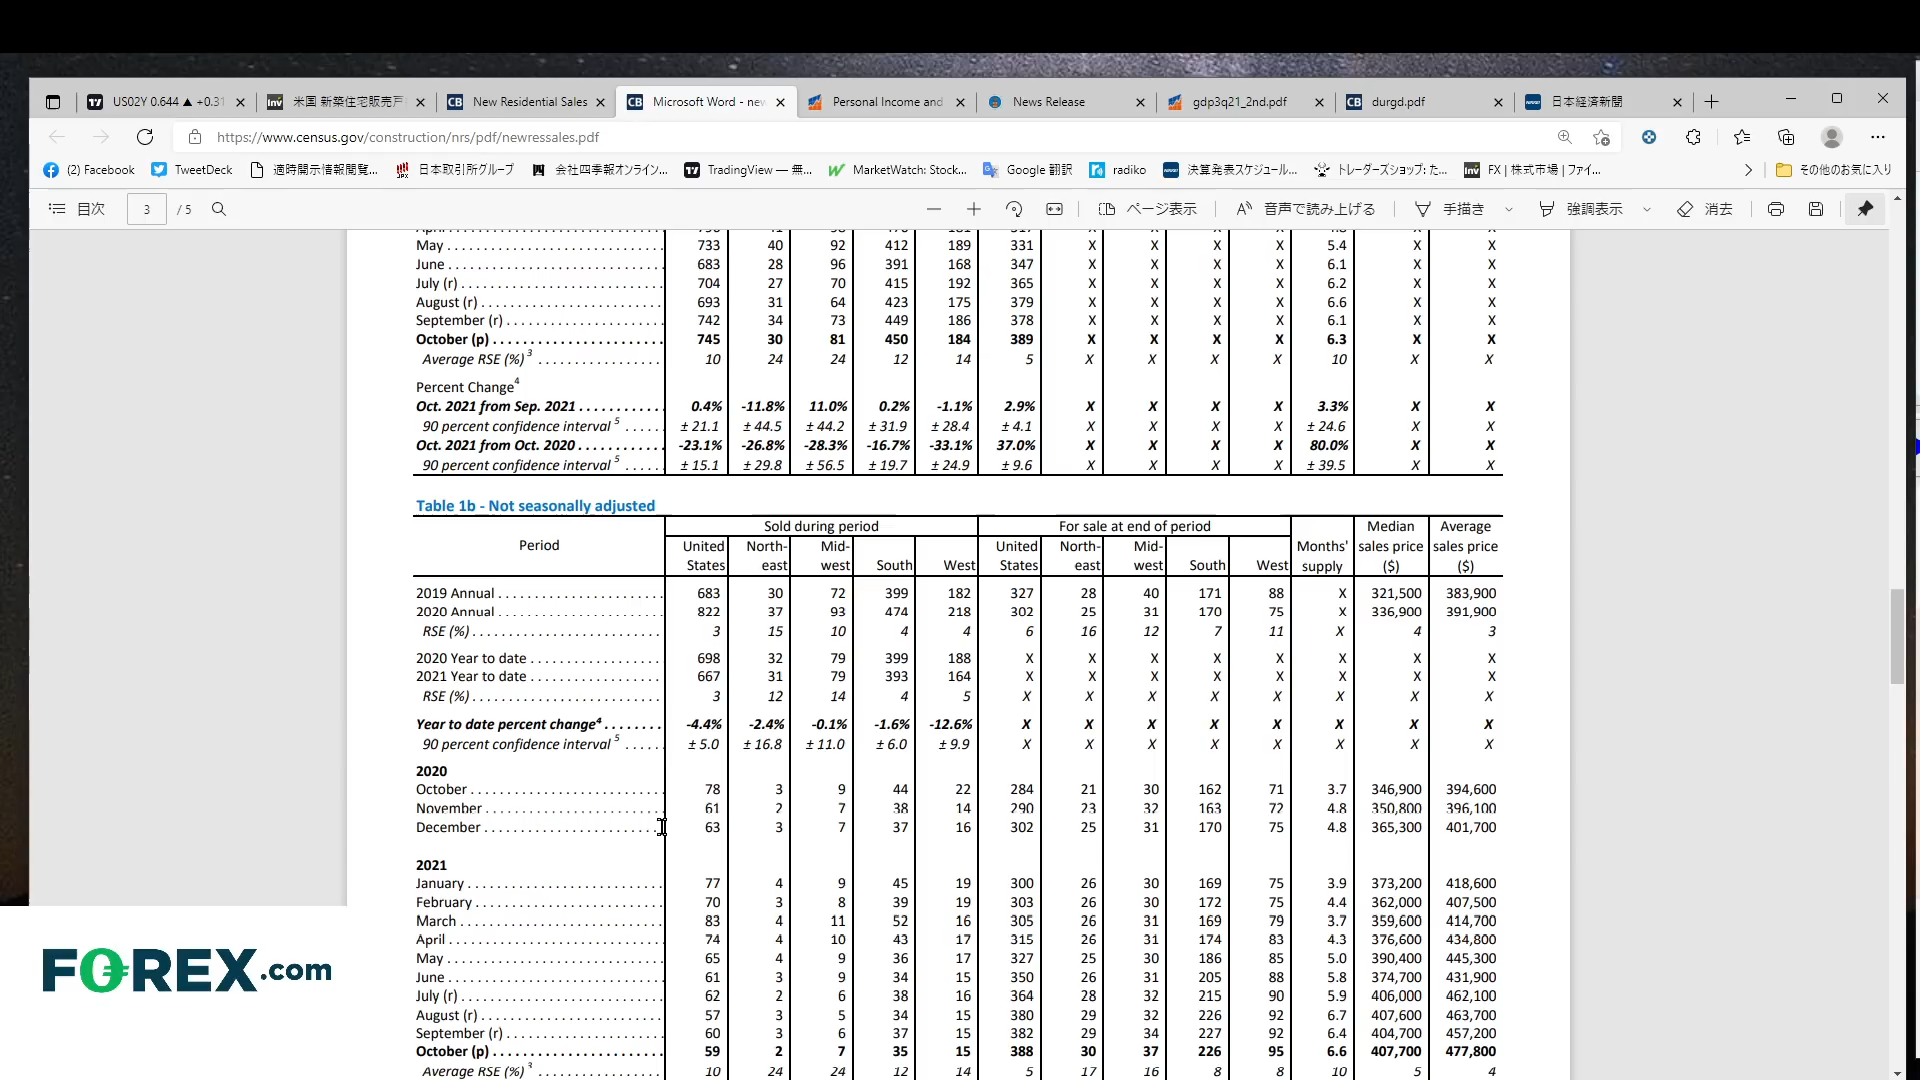 US02Y 0.644 ▲ +0.31
米国 新築住宅販売戸
New Residential Sales
Microsoft Word - new
Personal Income and
News Release
gdp3q21_2nd.pdf
durgd.pdf
日本経済新聞
https://www.census.gov/construction/nrs/pdf/newressales.pdf
(2) Facebook
TweetDeck
適時開示情報閲覧...
日本取引所グループ
会社四季報オンライン...
TradingView — 無...
MarketWatch: Stock...
Google 翻訳
radiko
決算発表スケジュール...
トレーダーズショップ: た...
FX | 株式市場 | ファイ...
その他のお気に入り
目次 3 / 5 ページ表示 音声で読み上げる 手描き 強調表示 消去
May 733 40 92 412 189 331 X X X X 5.4 X X
June 683 28 96 391 168 347 X X X X 6.1 X X
July (r) 704 27 70 415 192 365 X X X X 6.2 X X
August (r) 693 31 64 423 175 379 X X X X 6.6 X X
September (r) 742 34 73 449 186 378 X X X X 6.1 X X
October (p) 745 30 81 450 184 389 X X X X 6.3 X X
Average RSE (%) 3 10 24 24 12 14 5 X X X X 10 X X
Percent Change 4
Oct. 2021 from Sep. 2021 0.4% -11.8% 11.0% 0.2% -1.1% 2.9% X X X X 3.3% X X
90 percent confidence interval 5 ± 21.1 ± 44.5 ± 44.2 ± 31.9 ± 28.4 ± 4.1 X X X X ± 24.6 X X
Oct. 2021 from Oct. 2020 -23.1% -26.8% -28.3% -16.7% -33.1% 37.0% X X X X 80.0% X X
90 percent confidence interval 5 ± 15.1 ± 29.8 ± 56.5 ± 19.7 ± 24.9 ± 9.6 X X X X ± 39.5 X X
Table 1b - Not seasonally adjusted
Sold during period For sale at end of period Median Average
Period United North- Mid- United North- Mid- Months' sales price sales price
States east west South West States east west South West supply ($) ($)
2019 Annual 683 30 72 399 182 327 28 40 171 88 X 321,500 383,900
2020 Annual 822 37 93 474 218 302 25 31 170 75 X 336,900 391,900
RSE (%) 3 15 10 4 4 6 16 12 7 11 X 4 3
2020 Year to date 698 32 79 399 188 X X X X X X X X
2021 Year to date 667 31 79 393 164 X X X X X X X X
RSE (%) 3 12 14 4 5 X X X X X X X X
Year to date percent change4 -4.4% -2.4% -0.1% -1.6% -12.6% X X X X X X X X
90 percent confidence interval 5 ± 5.0 ± 16.8 ± 11.0 ± 6.0 ± 9.9 X X X X X X X X
2020
October 78 3 9 44 22 284 21 30 162 71 3.7 346,900 394,600
November 61 2 7 38 14 290 23 32 163 72 4.8 350,800 396,100
December 63 3 7 37 16 302 25 31 170 75 4.8 365,300 401,700
2021
January 77 4 9 45 19 300 26 30 169 75 3.9 373,200 418,600
February 70 3 8 39 19 303 26 30 172 75 4.4 362,000 407,500
March 83 4 11 52 16 305 26 31 169 79 3.7 359,600 414,700
April 74 4 10 43 17 315 26 31 174 83 4.3 376,600 434,800
May 65 4 9 36 17 327 25 30 186 85 5.0 390,400 445,300
June 61 3 9 34 15 350 26 31 205 88 5.8 374,700 431,900
July (r) 62 2 6 38 16 364 28 32 215 90 5.9 406,000 462,100
August (r) 57 3 5 34 15 380 29 32 226 92 6.7 407,600 463,700
September (r) 60 3 6 37 15 382 29 34 227 92 6.4 404,700 457,200
October (p) 59 2 7 35 15 388 30 37 226 95 6.6 407,700 477,800
Average RSE (%) 3 10 24 24 12 14 5 17 16 8 8 10 5 4
FOREX.com